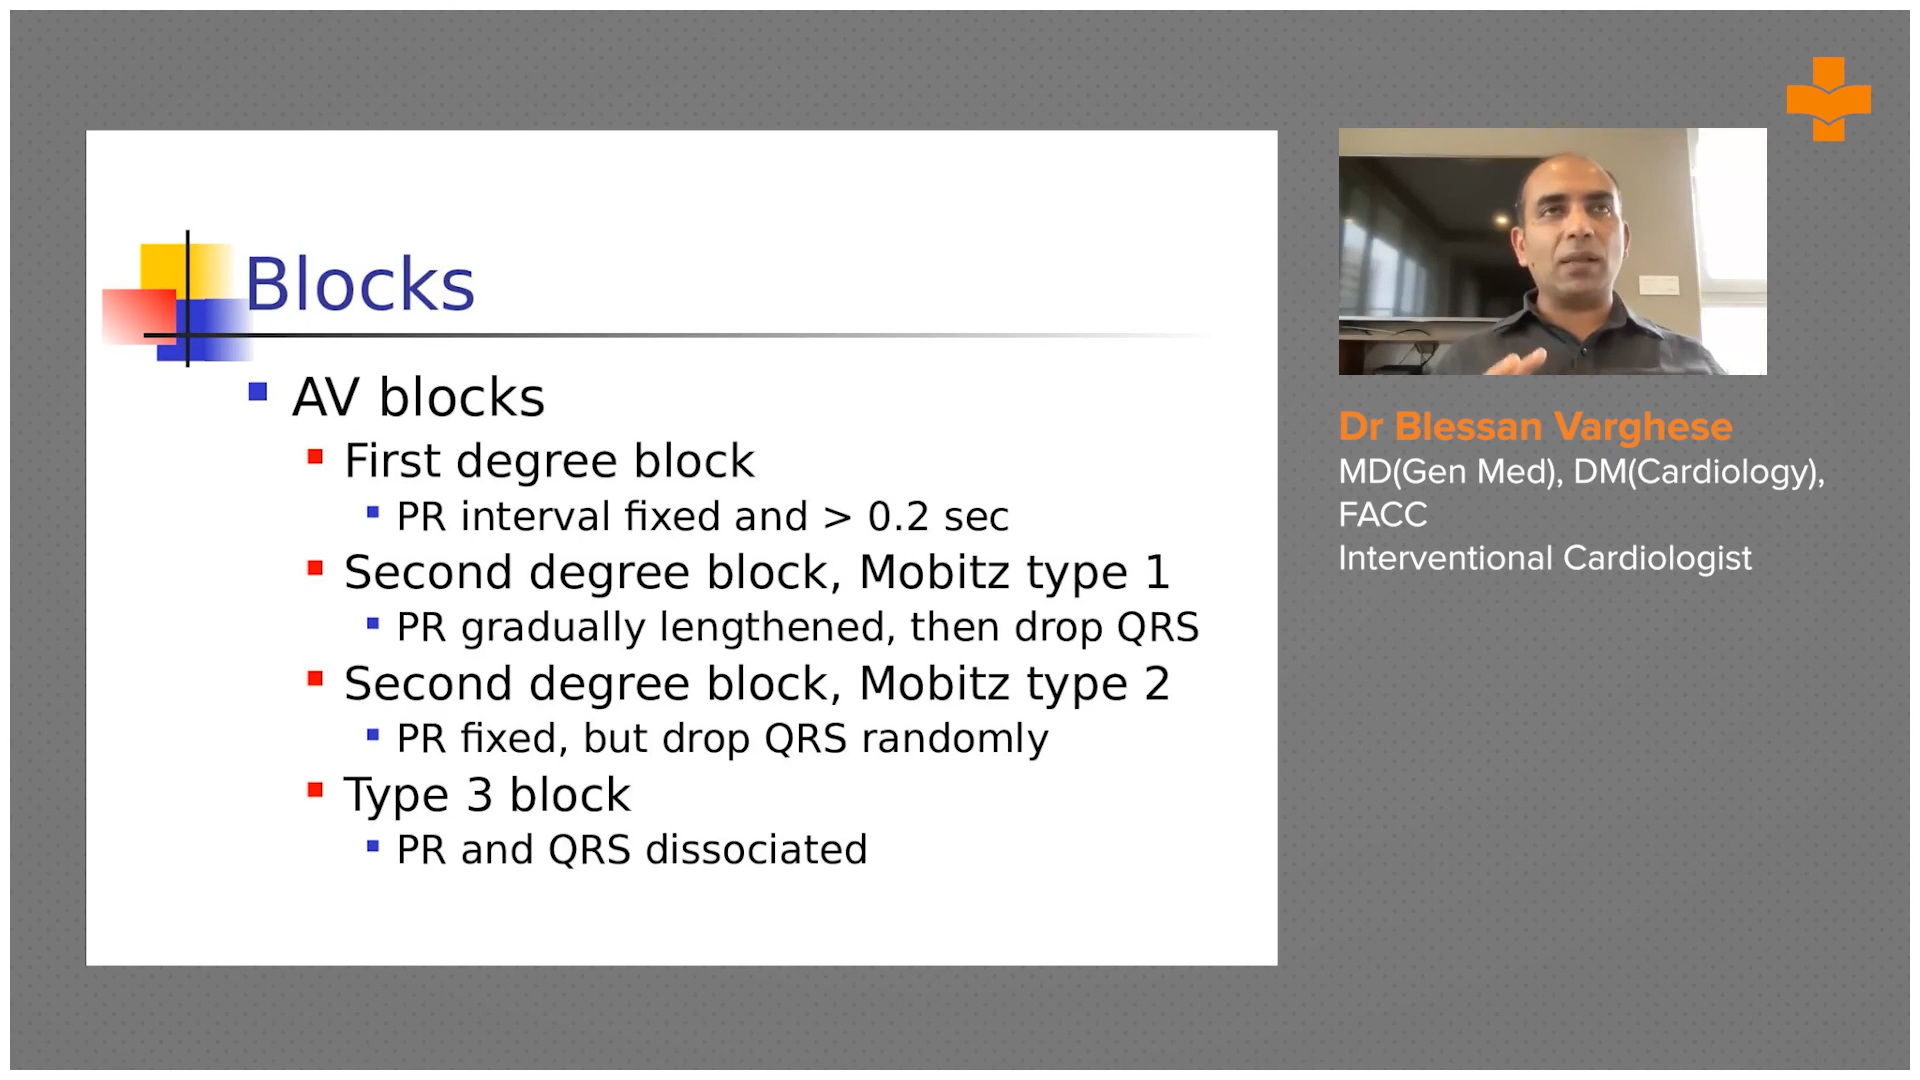 Blocks
AV blocks
First degree block
PR interval fixed and > 0.2 sec
Second degree block, Mobitz type 1
PR gradually lengthened, then drop QRS
Second degree block, Mobitz type 2
PR fixed, but drop QRS randomly
Type 3 block
PR and QRS dissociated
Dr Blessan Varghese
MD(Gen Med), DM(Cardiology),
FACC
Interventional Cardiologist